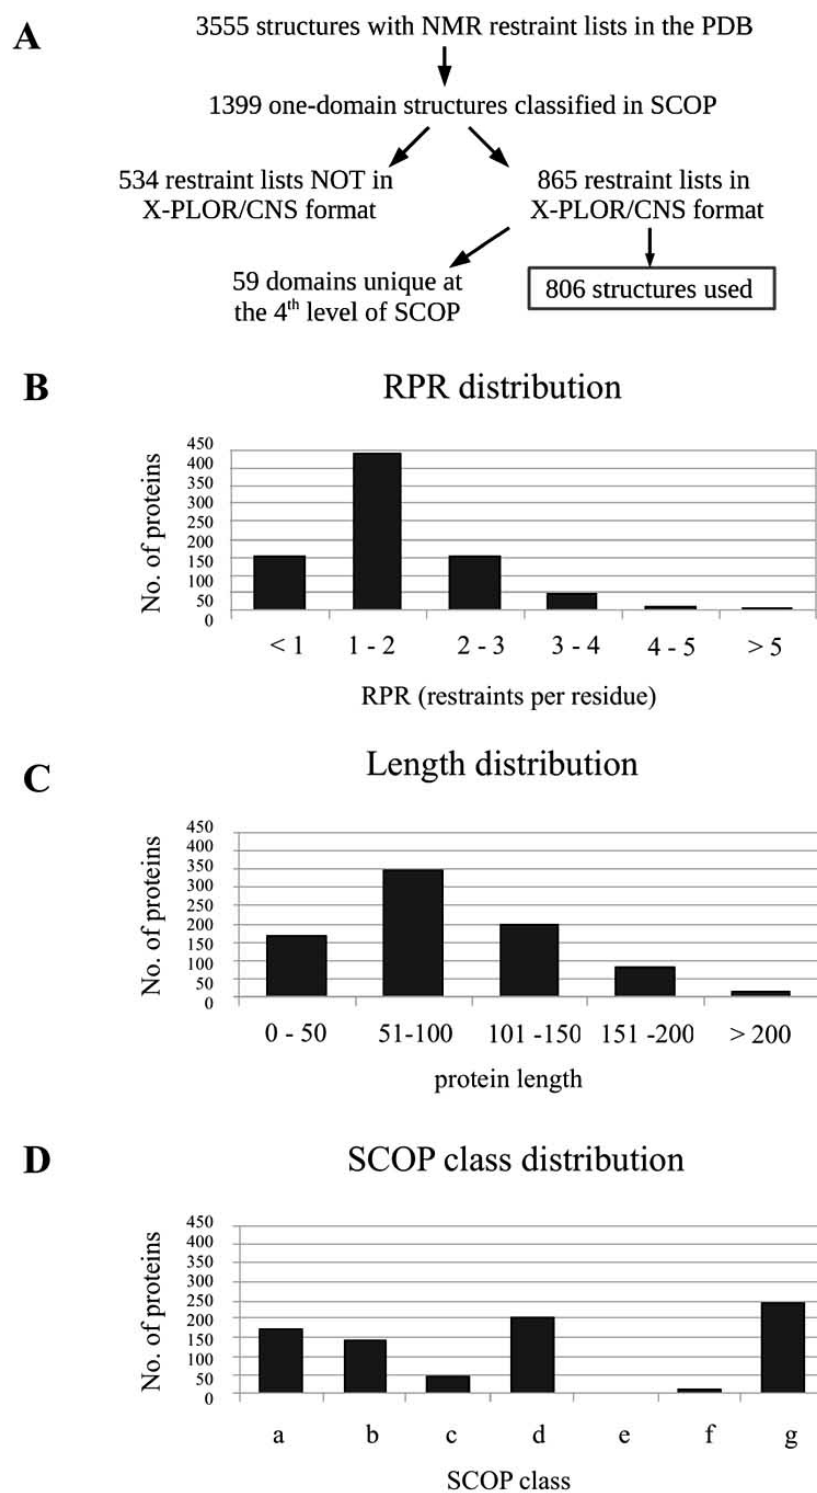 A
3555 structures with NMR restraint lists in the PDB
1399 one-domain structures classified in SCOP
534 restraint lists NOT in
X-PLOR/CNS format
865 restraint lists in
X-PLOR/CNS format
59 domains unique at
the 4th level of SCOP
806 structures used
B
RPR distribution
No. of proteins
450
400
350
300
250
200
150
100
50
0
< 1 1 - 2 2 - 3 3 - 4 4 - 5 > 5
RPR (restraints per residue)
C
Length distribution
No. of proteins
450
400
350
300
250
200
150
100
50
0
0 - 50 51-100 101 -150 151 -200 > 200
protein length
D
SCOP class distribution
No. of proteins
450
400
350
300
250
200
150
100
50
0
a b c d e f g
SCOP class